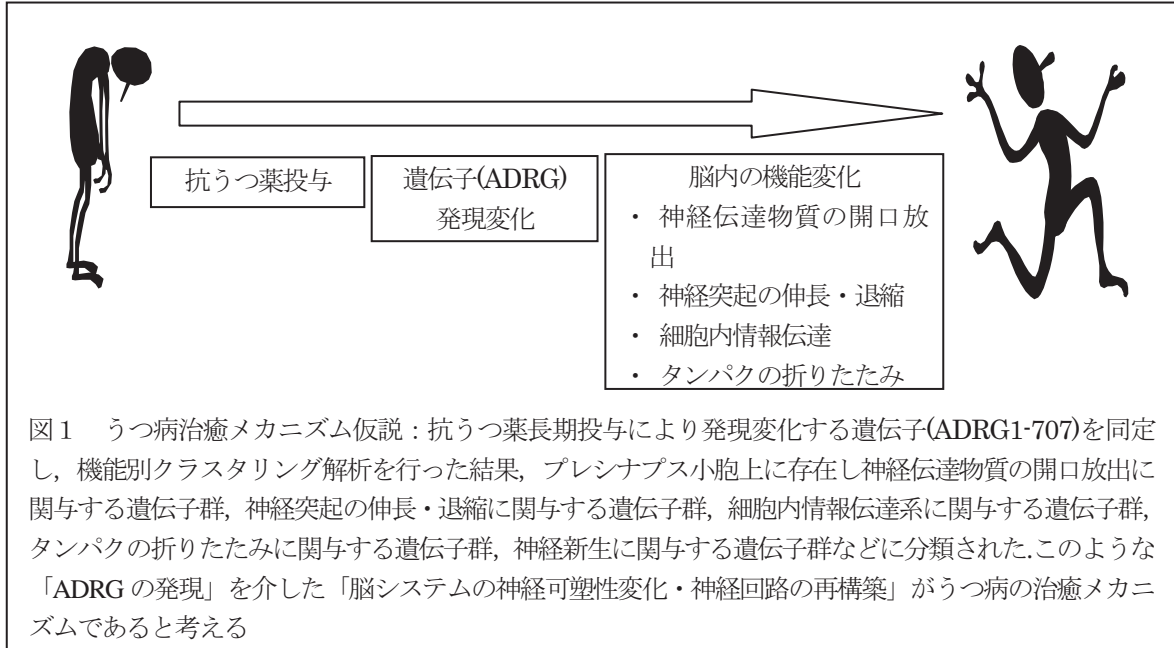 抗うつ薬投与
遺伝子(ADRG)
発現変化
脳内の機能変化
・ 神経伝達物質の開口放
出
・ 神経突起の伸長・退縮
・ 細胞内情報伝達
・ タンパクの折りたたみ
図1 うつ病治癒メカニズム仮説：抗うつ薬長期投与により発現変化する遺伝子(ADRG1-707)を同定
し，機能別クラスタリング解析を行った結果，プレシナプス小胞上に存在し神経伝達物質の開口放出に
関与する遺伝子群，神経突起の伸長・退縮に関与する遺伝子群，細胞内情報伝達系に関与する遺伝子群，
タンパクの折りたたみに関与する遺伝子群，神経新生に関与する遺伝子群などに分類された.このような
「ADRG の発現」を介した「脳システムの神経可塑性変化・神経回路の再構築」がうつ病の治癒メカニ
ズムであると考える